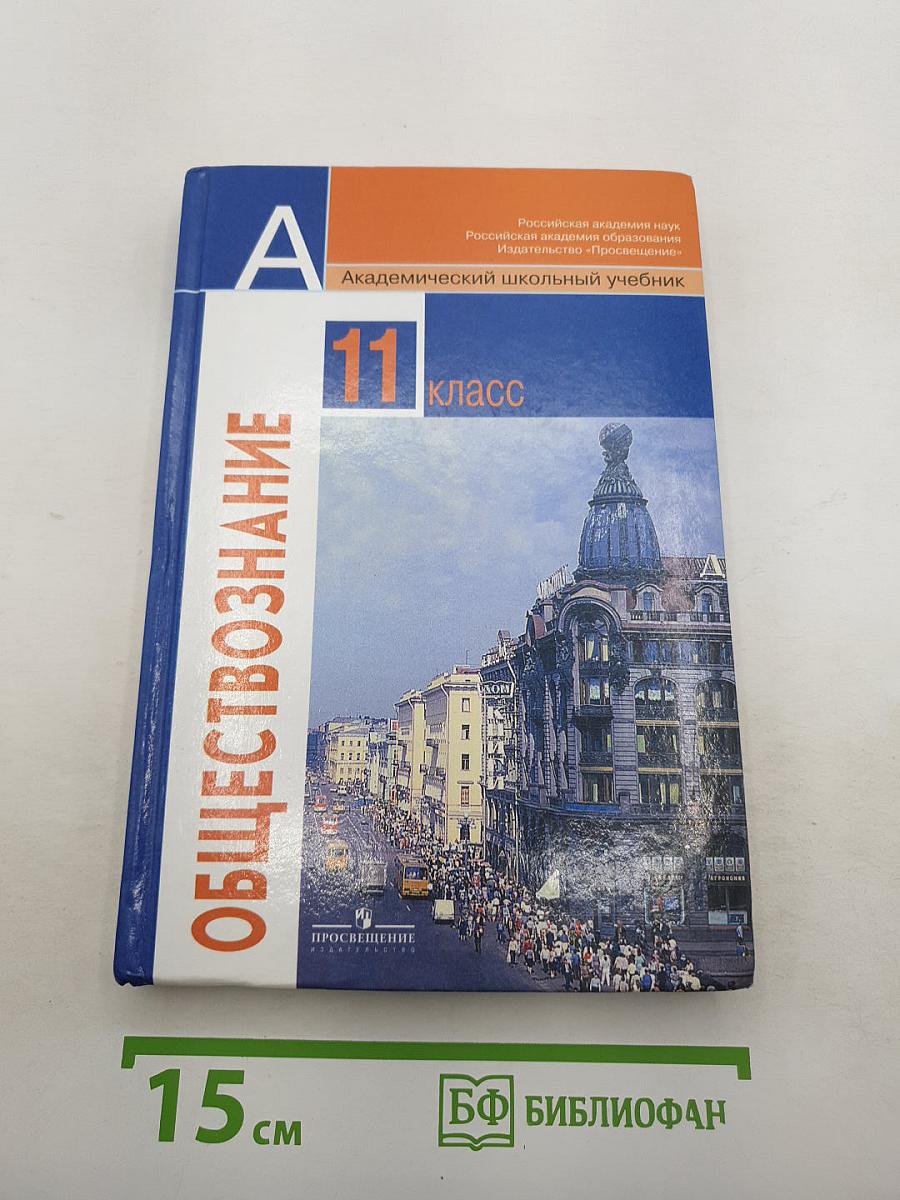 А
Российская академия наук
Российская академия образования
Издательство «Просвещение»
Академический школьный учебник
11
класс
ОБЩЕСТВОЗНАНИЕ
ПРОСВЕЩЕНИЕ
ИЗДАТЕЛЬСТВО
15 см
БФ БИБЛИОФАН